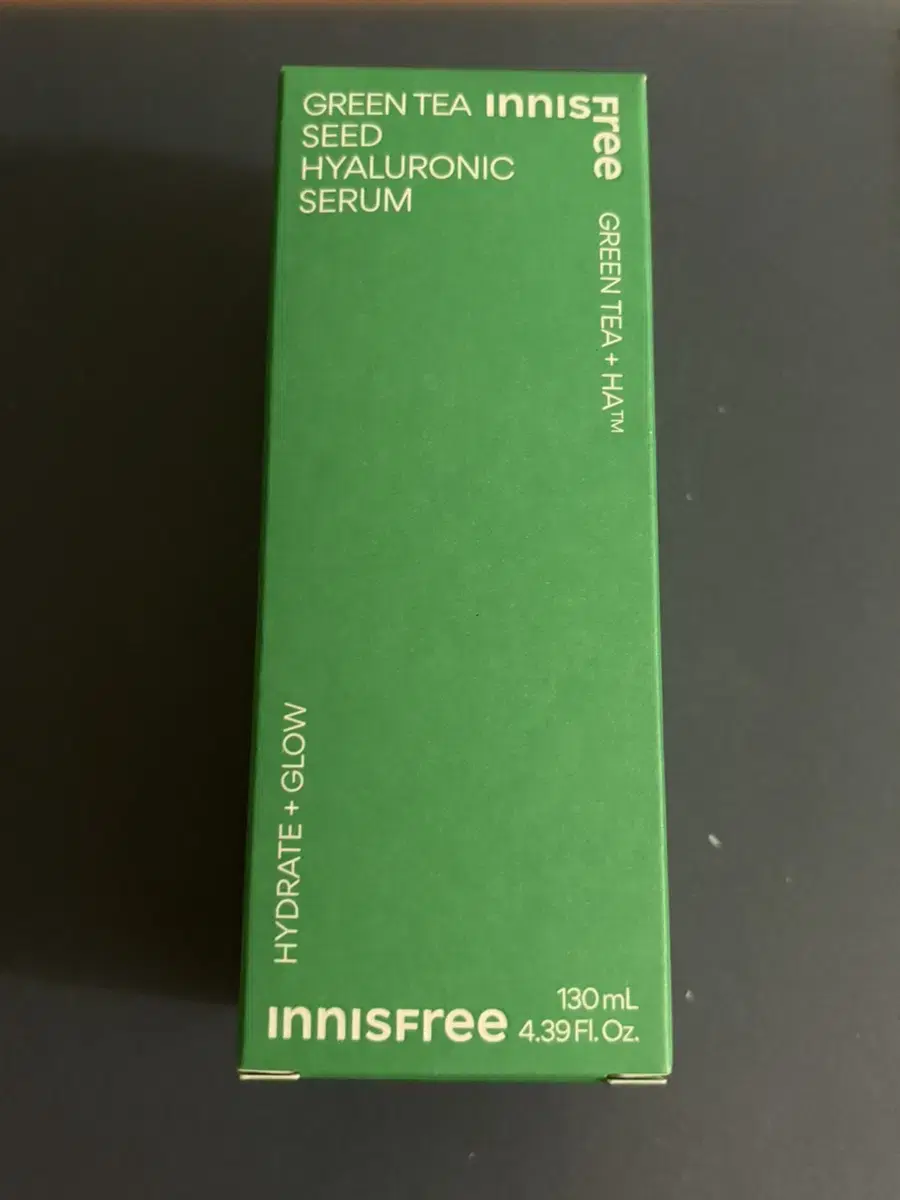 GREEN TEA
SEED
HYALURONIC
SERUM
innisfree
GREEN TEA + HA™
HYDRATE + GLOW
innisfree
130 mL
4.39 Fl. Oz.